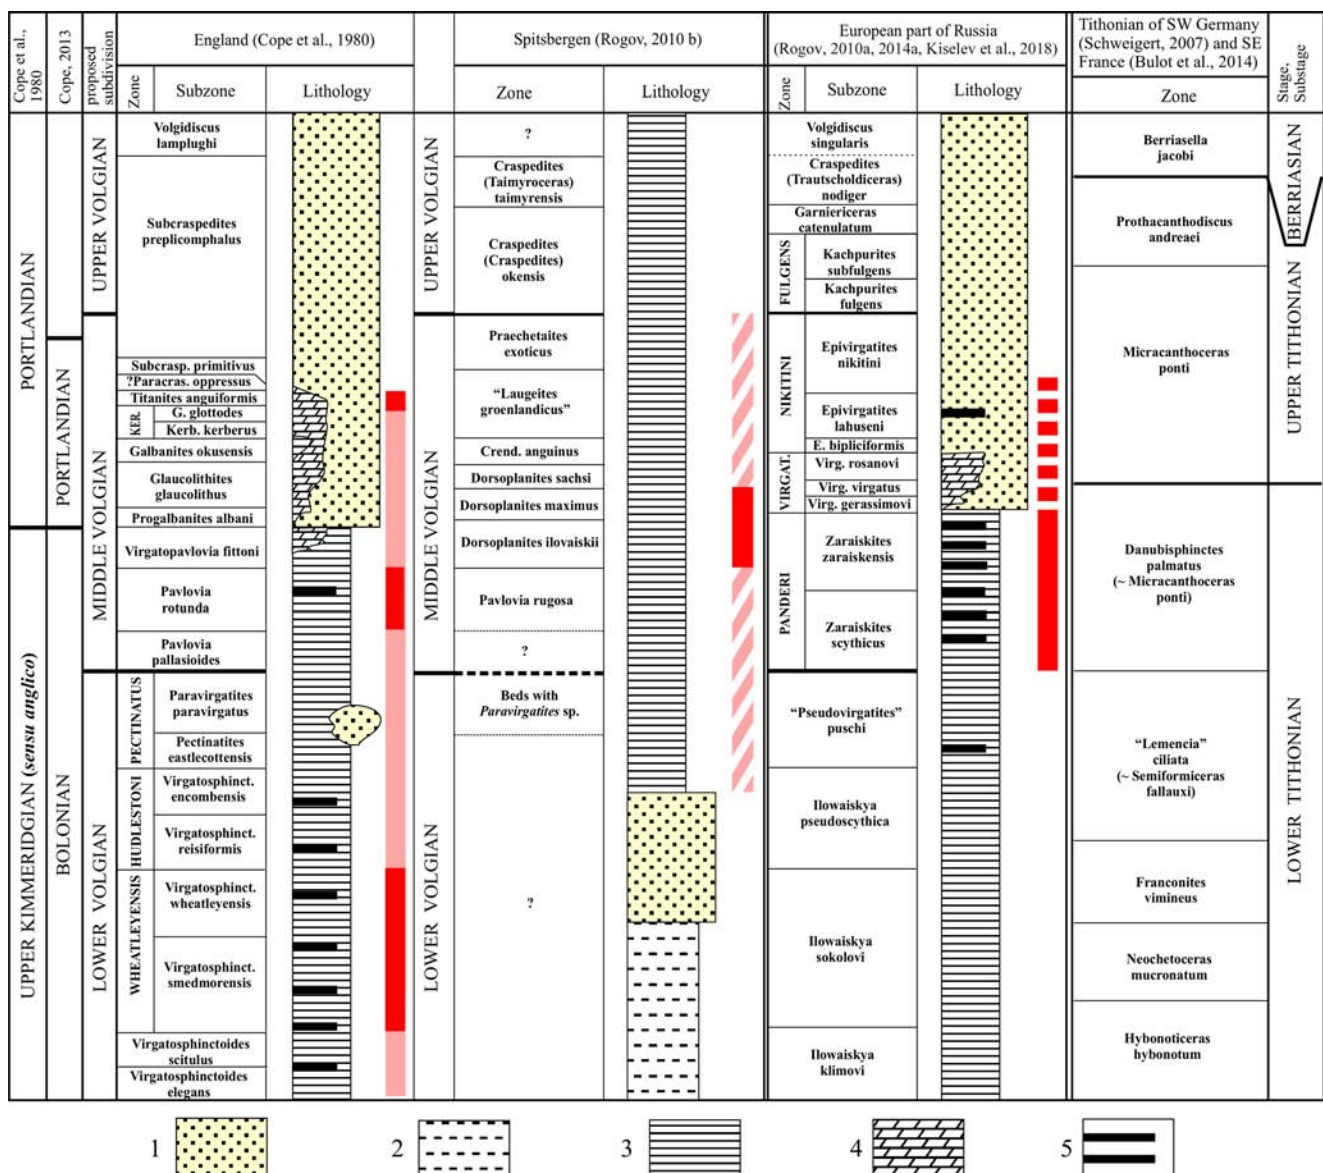 Cope et al.,
1980
Cope, 2013
proposed
subdivision
England (Cope et al., 1980)
Zone
Subzone
Lithology
Spitsbergen (Rogov, 2010 b)
Zone
Lithology
European part of Russia
(Rogov, 2010a, 2014a, Kiselev et al., 2018)
Zone
Subzone
Lithology
Tithonian of SW Germany
(Schweigert, 2007) and SE
France (Bulot et al., 2014)
Zone
Stage,
Substage
PORTLANDIAN
UPPER KIMMERIDGIAN (sensu anglico)
PORTLANDIAN
BOLONIAN
UPPER VOLGIAN
MIDDLE VOLGIAN
LOWER VOLGIAN
Volgidiscus
lamplughi
Subcraspedites
preplicomphalus
Subcrasp. primitivus
?Paracras. oppressus
Titanites anguiformis
KER.
G. glottodes
Kerb. kerberus
Galbanites okusensis
Glaucolithites
glaucolithus
Progalbanites albani
Virgatopavlovia fittoni
Pavlovia
rotunda
Pavlovia
pallasioides
PECTINATUS
Paravirgatites
paravirgatus
Pectinatites
eastlecottensis
HUDLESTONI
Virgatosphinct.
encombensis
Virgatosphinct.
reisiformis
WHEATLEYENSIS
Virgatosphinct.
wheatleyensis
Virgatosphinct.
smedmorensis
Virgatosphinctoides
scitulus
Virgatosphinctoides
elegans
UPPER VOLGIAN
MIDDLE VOLGIAN
LOWER VOLGIAN
?
Craspedites
(Taimyroceras)
taimyrensis
Craspedites
(Craspedites)
okensis
Praechetaites
exoticus
“Laugeites
groenlandicus”
Crend. anguinus
Dorsoplanites sachsi
Dorsoplanites maximus
Dorsoplanites ilovaiskii
Pavlovia rugosa
?
Beds with
Paravirgatites sp.
?
Volgidiscus
singularis
Craspedites
(Trautscholdiceras)
nodiger
Garniericeras
catenulatum
FULGENS
Kachpurites
subfulgens
Kachpurites
fulgens
NIKITINI
Epivirgatites
nikitini
Epivirgatites
lahuseni
E. bipliciformis
VIRGAT.
Virg. rosanovi
Virg. virgatus
Virg. gerassimovi
PANDERI
Zaraiskites
zaraiskensis
Zaraiskites
scythicus
“Pseudovirgatites”
puschi
Ilowaiskya
pseudoscythica
Ilowaiskya
sokolovi
Ilowaiskya
klimovi
Berriasella
jacobi
Prothacanthodiscus
andreaei
Micracanthoceras
ponti
Danubisphinctes
palmatus
(~ Micracanthoceras
ponti)
“Lemencia”
ciliata
(~ Semiformiceras
fallauxi)
Franconites
vimineus
Neochetoceras
mucronatum
Hybonoticeras
hybonotum
BERRIASIAN
UPPER TITHONIAN
LOWER TITHONIAN
1
2
3
4
5